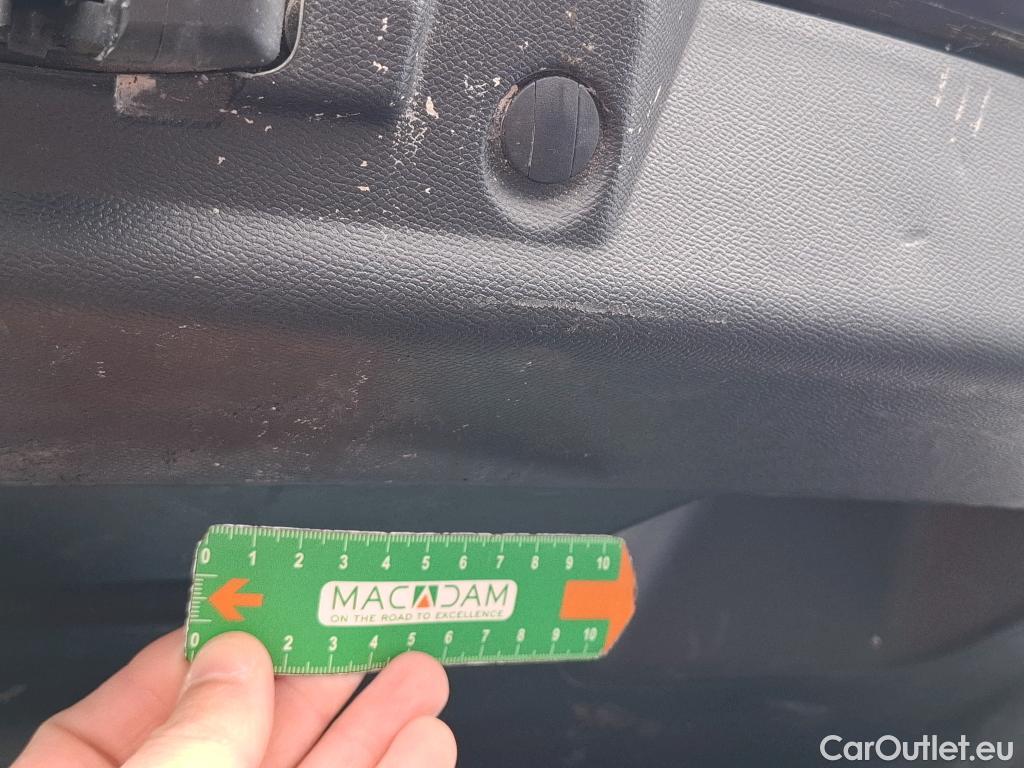 0 1 2 3 4 5 6 7 8 9 10
MACADAM
ON THE ROAD TO EXCELLENCE
0 2 3 4 5 6 7 8 9 10
CarOutlet.eu